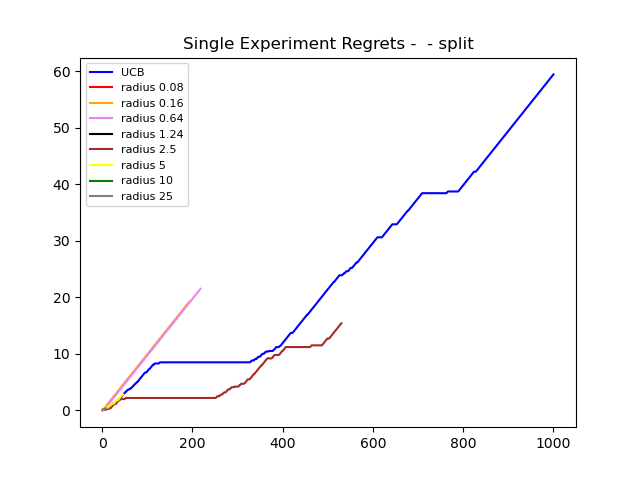 Single Experiment Regrets -  - split
UCB
radius 0.08
radius 0.16
radius 0.64
radius 1.24
radius 2.5
radius 5
radius 10
radius 25
60
50
40
30
20
10
0
0 200 400 600 800 1000